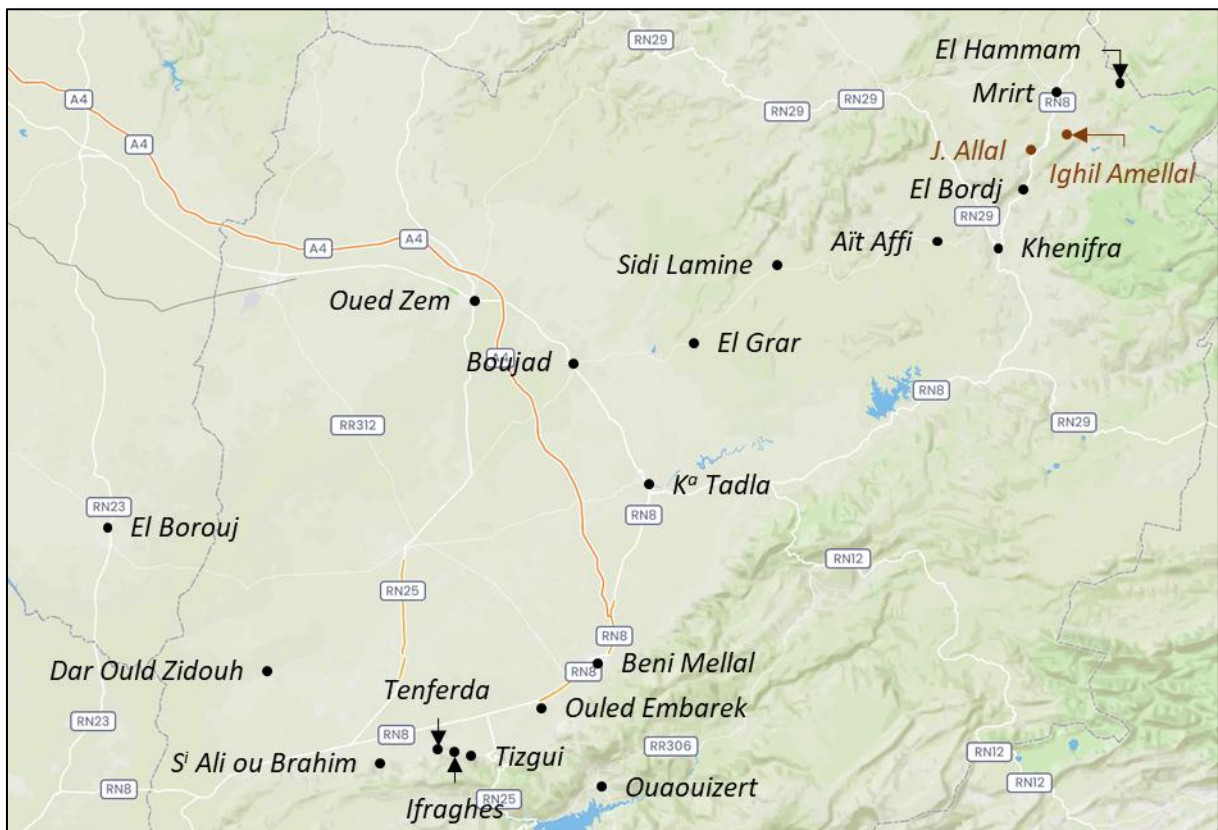 El Hammam
RN29
RN29
A4
Mrirt
RN8
RN29
A4
J. Allal
Ighil Amellal
El Bordj
RN29
A4
A4
Aït Affi
Khenifra
Sidi Lamine
Oued Zem
El Grar
A4
Boujad
RN8
RR312
RN29
Kᵃ Tadla
RN23
RN8
El Borouj
RN12
RN25
RN8
Dar Ould Zidouh
RN8
Beni Mellal
Tenferda
Ouled Embarek
RN23
RN8
RR306
RN12
Sⁱ Ali ou Brahim
Tizgui
RN8
RN12
Ouaouizert
RN25
Ifraghes